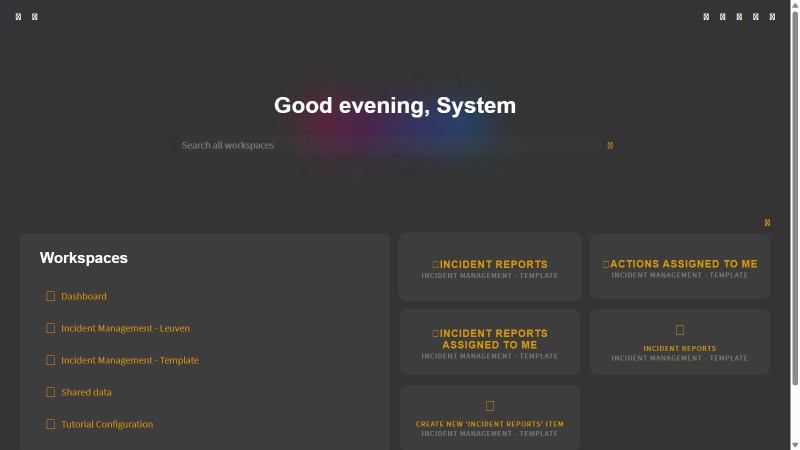 Good evening, System
Search all workspaces
Workspaces
Dashboard
Incident Management - Leuven
Incident Management - Template
Shared data
Tutorial Configuration
INCIDENT REPORTS
INCIDENT MANAGEMENT - TEMPLATE
ACTIONS ASSIGNED TO ME
INCIDENT MANAGEMENT - TEMPLATE
INCIDENT REPORTS
ASSIGNED TO ME
INCIDENT MANAGEMENT - TEMPLATE
INCIDENT REPORTS
INCIDENT MANAGEMENT - TEMPLATE
CREATE NEW 'INCIDENT REPORTS' ITEM
INCIDENT MANAGEMENT - TEMPLATE